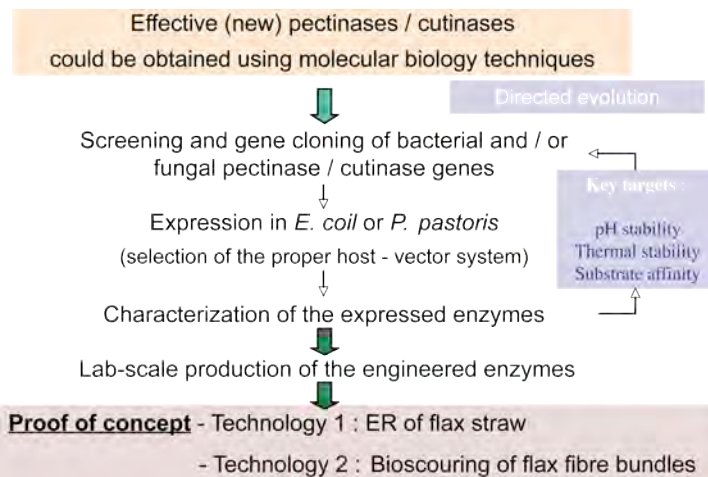 Effective (new) pectinases / cutinases
could be obtained using molecular biology techniques
Directed evolution
Screening and gene cloning of bacterial and / or
fungal pectinase / cutinase genes
Key targets :
pH stability
Thermal stability
Substrate affinity
Expression in E. coil or P. pastoris
(selection of the proper host - vector system)
Characterization of the expressed enzymes
Lab-scale production of the engineered enzymes
Proof of concept - Technology 1 : ER of flax straw
- Technology 2 : Bioscouring of flax fibre bundles